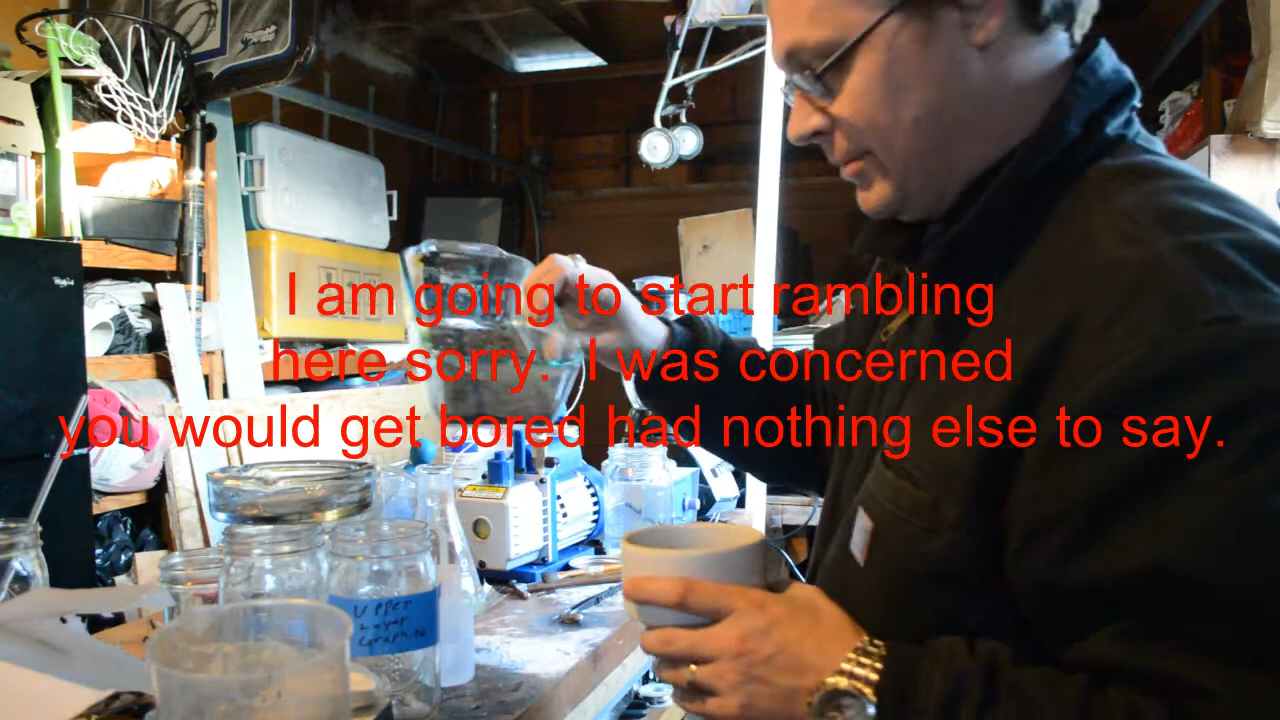 I am going to start rambling
here sorry.  I was concerned
you would get bored had nothing else to say.
Upper
Layer
Graphite